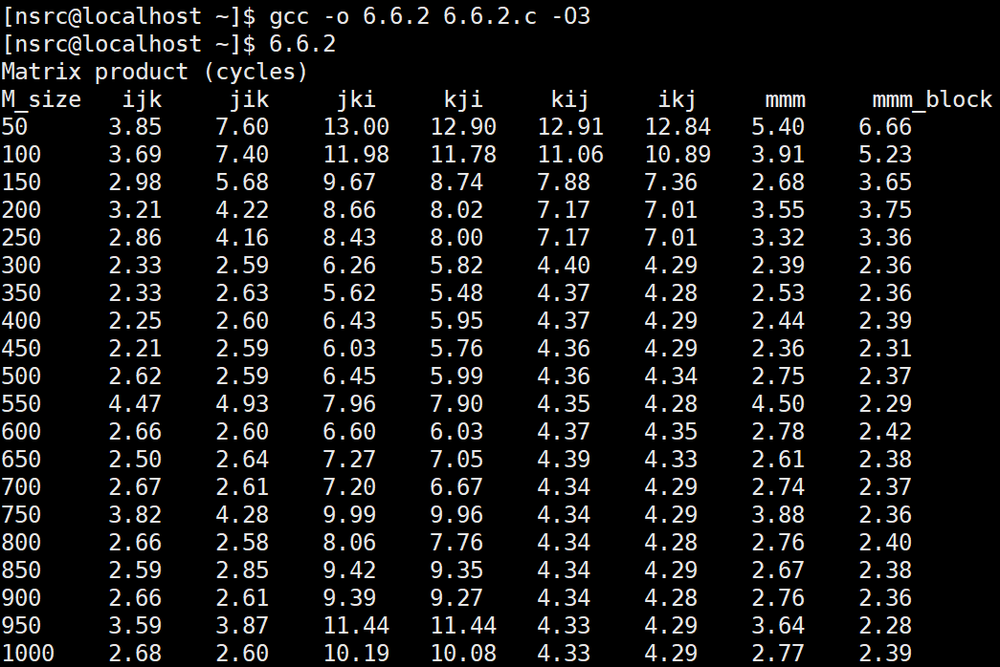 [nsrc@localhost ~]$ gcc -o 6.6.2 6.6.2.c -O3
[nsrc@localhost ~]$ 6.6.2
Matrix product (cycles)
M_size ijk jik jki kji kij ikj mmm mmm_block
50 3.85 7.60 13.00 12.90 12.91 12.84 5.40 6.66
100 3.69 7.40 11.98 11.78 11.06 10.89 3.91 5.23
150 2.98 5.68 9.67 8.74 7.88 7.36 2.68 3.65
200 3.21 4.22 8.66 8.02 7.17 7.01 3.55 3.75
250 2.86 4.16 8.43 8.00 7.17 7.01 3.32 3.36
300 2.33 2.59 6.26 5.82 4.40 4.29 2.39 2.36
350 2.33 2.63 5.62 5.48 4.37 4.28 2.53 2.36
400 2.25 2.60 6.43 5.95 4.37 4.29 2.44 2.39
450 2.21 2.59 6.03 5.76 4.36 4.29 2.36 2.31
500 2.62 2.59 6.45 5.99 4.36 4.34 2.75 2.37
550 4.47 4.93 7.96 7.90 4.35 4.28 4.50 2.29
600 2.66 2.60 6.60 6.03 4.37 4.35 2.78 2.42
650 2.50 2.64 7.27 7.05 4.39 4.33 2.61 2.38
700 2.67 2.61 7.20 6.67 4.34 4.29 2.74 2.37
750 3.82 4.28 9.99 9.96 4.34 4.29 3.88 2.36
800 2.66 2.58 8.06 7.76 4.34 4.28 2.76 2.40
850 2.59 2.85 9.42 9.35 4.34 4.29 2.67 2.38
900 2.66 2.61 9.39 9.27 4.34 4.28 2.76 2.36
950 3.59 3.87 11.44 11.44 4.33 4.29 3.64 2.28
1000 2.68 2.60 10.19 10.08 4.33 4.29 2.77 2.39